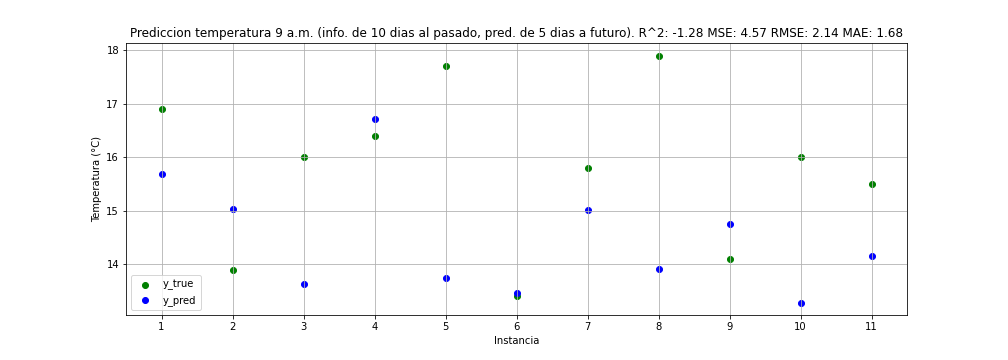 Prediccion temperatura 9 a.m. (info. de 10 dias al pasado, pred. de 5 dias a futuro). R^2: -1.28 MSE: 4.57 RMSE: 2.14 MAE: 1.68
18
17
16
15
14
Temperatura (°C)
y_true
y_pred
1 2 3 4 5 6 7 8 9 10 11
Instancia